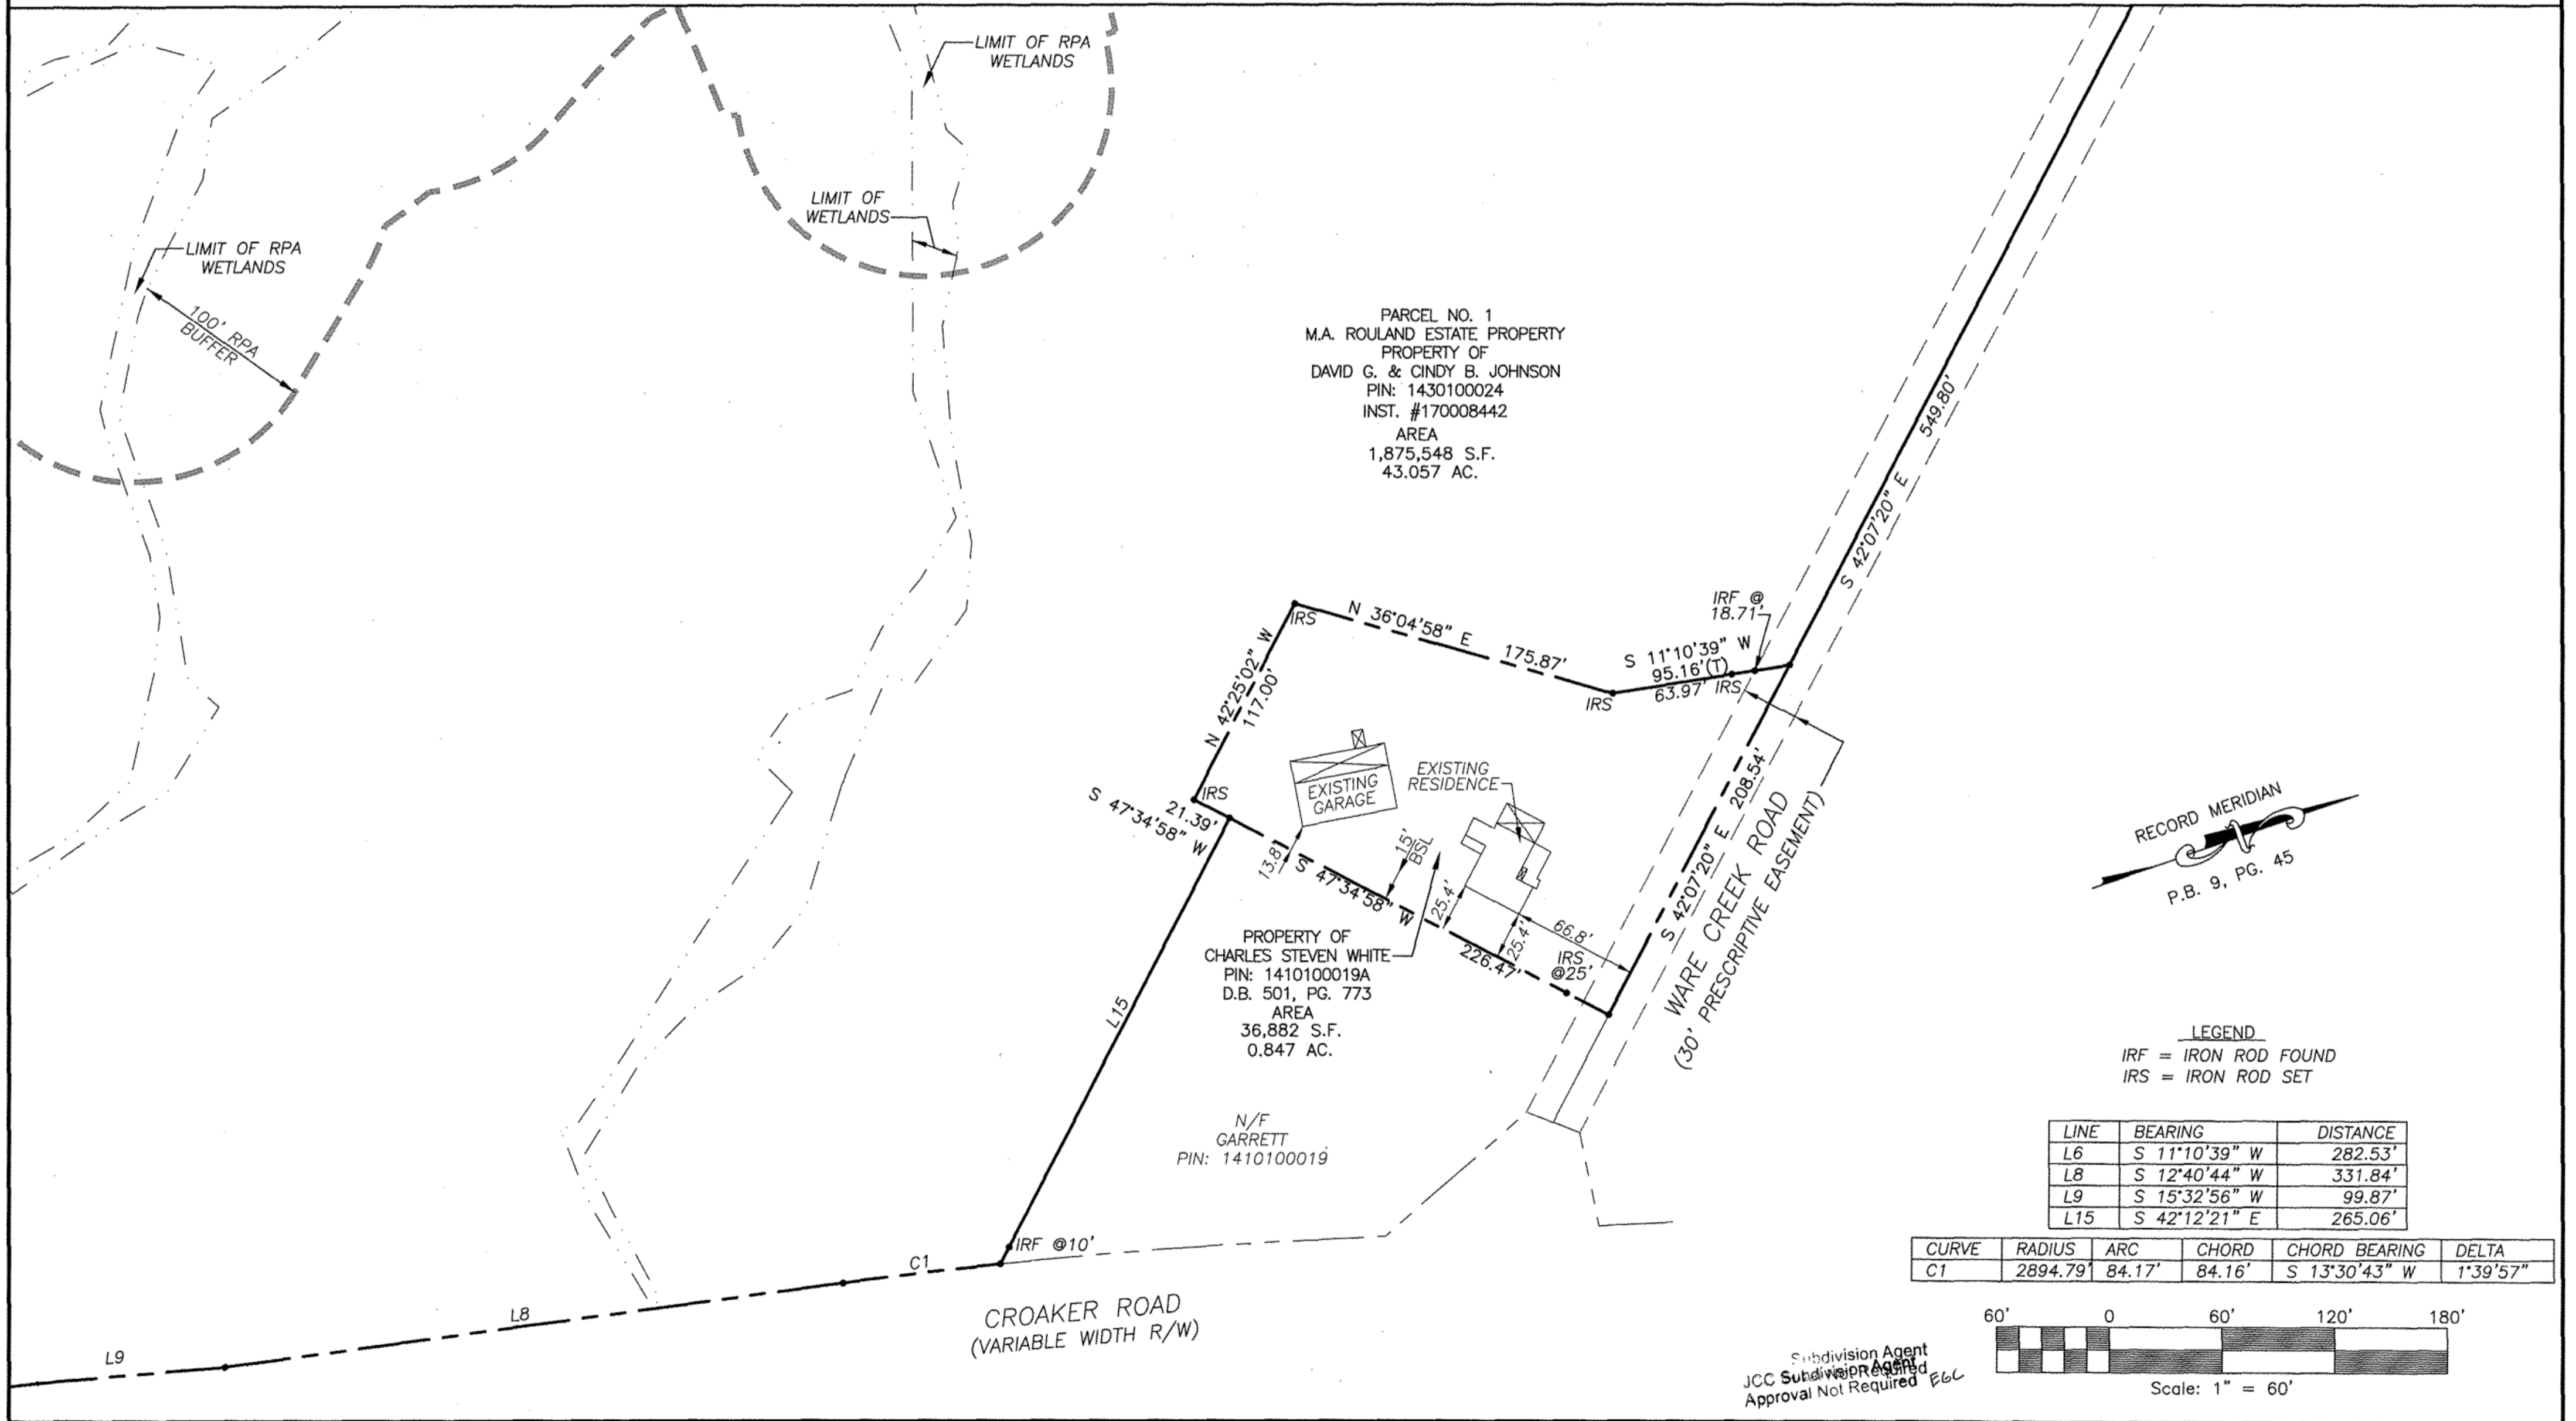 LIMIT OF RPA
WETLANDS
LIMIT OF
WETLANDS
LIMIT OF RPA
WETLANDS
100' RPA
BUFFER
PARCEL NO. 1
M.A. ROULAND ESTATE PROPERTY
PROPERTY OF
DAVID G. & CINDY B. JOHNSON
PIN: 1430100024
INST. #170008442
AREA
1,875,548 S.F.
43.057 AC.
549.80'
S 42°07'20" E
IRF @
18.71'
IRS
N 36°04'58" E
175.87'
S 11°10'39" W
95.16'(T)
63.97'
IRS
IRS
N 42°25'02" W
117.00'
IRS
21.39'
S 47°34'58" W
EXISTING
GARAGE
EXISTING
RESIDENCE
13.8'
15'
BSL
S 47°34'58" W
25.4'
25.4'
66.8'
226.47'
IRS
@25'
S 42°07'20" E 208.54'
WARE CREEK ROAD
(30' PRESCRIPTIVE EASEMENT)
PROPERTY OF
CHARLES STEVEN WHITE
PIN: 1410100019A
D.B. 501, PG. 773
AREA
36,882 S.F.
0.847 AC.
L15
N/F
GARRETT
PIN: 1410100019
IRF @10'
C1
L8
L9
CROAKER ROAD
(VARIABLE WIDTH R/W)
RECORD MERIDIAN
P.B. 9, PG. 45
LEGEND
IRF = IRON ROD FOUND
IRS = IRON ROD SET
LINE BEARING DISTANCE
L6 S 11°10'39" W 282.53'
L8 S 12°40'44" W 331.84'
L9 S 15°32'56" W 99.87'
L15 S 42°12'21" E 265.06'
CURVE RADIUS ARC CHORD CHORD BEARING DELTA
C1 2894.79' 84.17' 84.16' S 13°30'43" W 1°39'57"
60' 0 60' 120' 180'
Scale: 1" = 60'
Subdivision Agent
JCC Subdivision Agent
Approval Not Required EGC